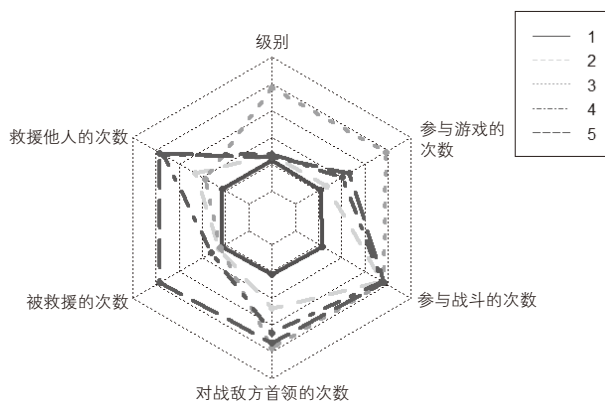 级别
1
2
3
4
5
参与游戏的
次数
救援他人的次数
被救援的次数
参与战斗的次数
对战敌方首领的次数